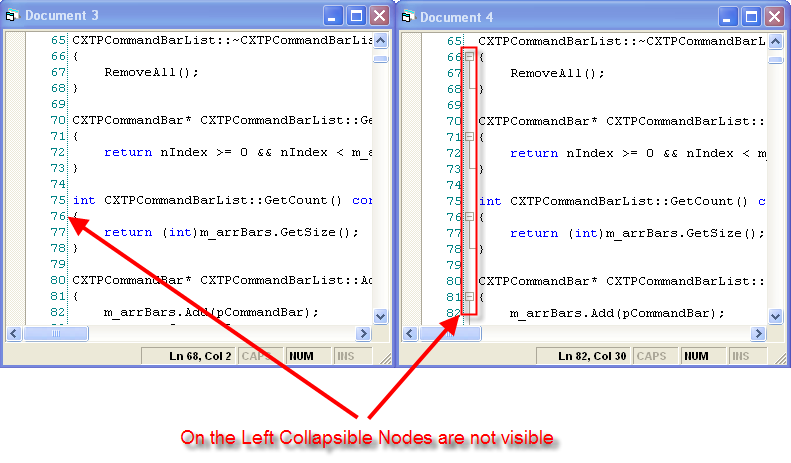 Document 3
65 CXTPCommandBarList::~CXTPCommandBarLis
66 {
67     RemoveAll();
68 }
69
70 CXTPCommandBar* CXTPCommandBarList::Ge
71 {
72     return nIndex >= 0 && nIndex < m_a
73 }
74
75 int CXTPCommandBarList::GetCount() con
76 {
77     return (int)m_arrBars.GetSize();
78 }
79
80 CXTPCommandBar* CXTPCommandBarList::Ad
81 {
82     m_arrBars.Add(pCommandBar);
Ln 68, Col 2 CAPS NUM INS
Document 4
65 CXTPCommandBarList::~CXTPCommandBarL
66 {
67     RemoveAll();
68 }
69
70 CXTPCommandBar* CXTPCommandBarList::
71 {
72     return nIndex >= 0 && nIndex < m_
73 }
74
75 int CXTPCommandBarList::GetCount() co
76 {
77     return (int)m_arrBars.GetSize();
78 }
79
80 CXTPCommandBar* CXTPCommandBarList::
81 {
82     m_arrBars.Add(pCommandBar);
Ln 82, Col 30 CAPS NUM INS
On the Left Collapsible Nodes are not visible